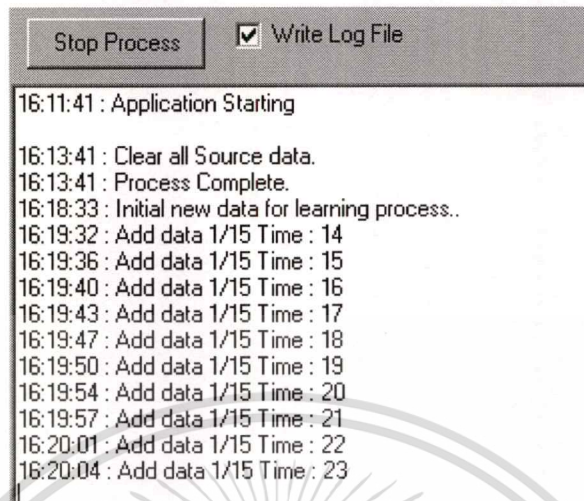 Stop Process
Write Log File
16:11:41 : Application Starting
16:13:41 : Clear all Source data.
16:13:41 : Process Complete.
16:18:33 : Initial new data for learning process..
16:19:32 : Add data 1/15 Time : 14
16:19:36 : Add data 1/15 Time : 15
16:19:40 : Add data 1/15 Time : 16
16:19:43 : Add data 1/15 Time : 17
16:19:47 : Add data 1/15 Time : 18
16:19:50 : Add data 1/15 Time : 19
16:19:54 : Add data 1/15 Time : 20
16:19:57 : Add data 1/15 Time : 21
16:20:01 : Add data 1/15 Time : 22
16:20:04 : Add data 1/15 Time : 23